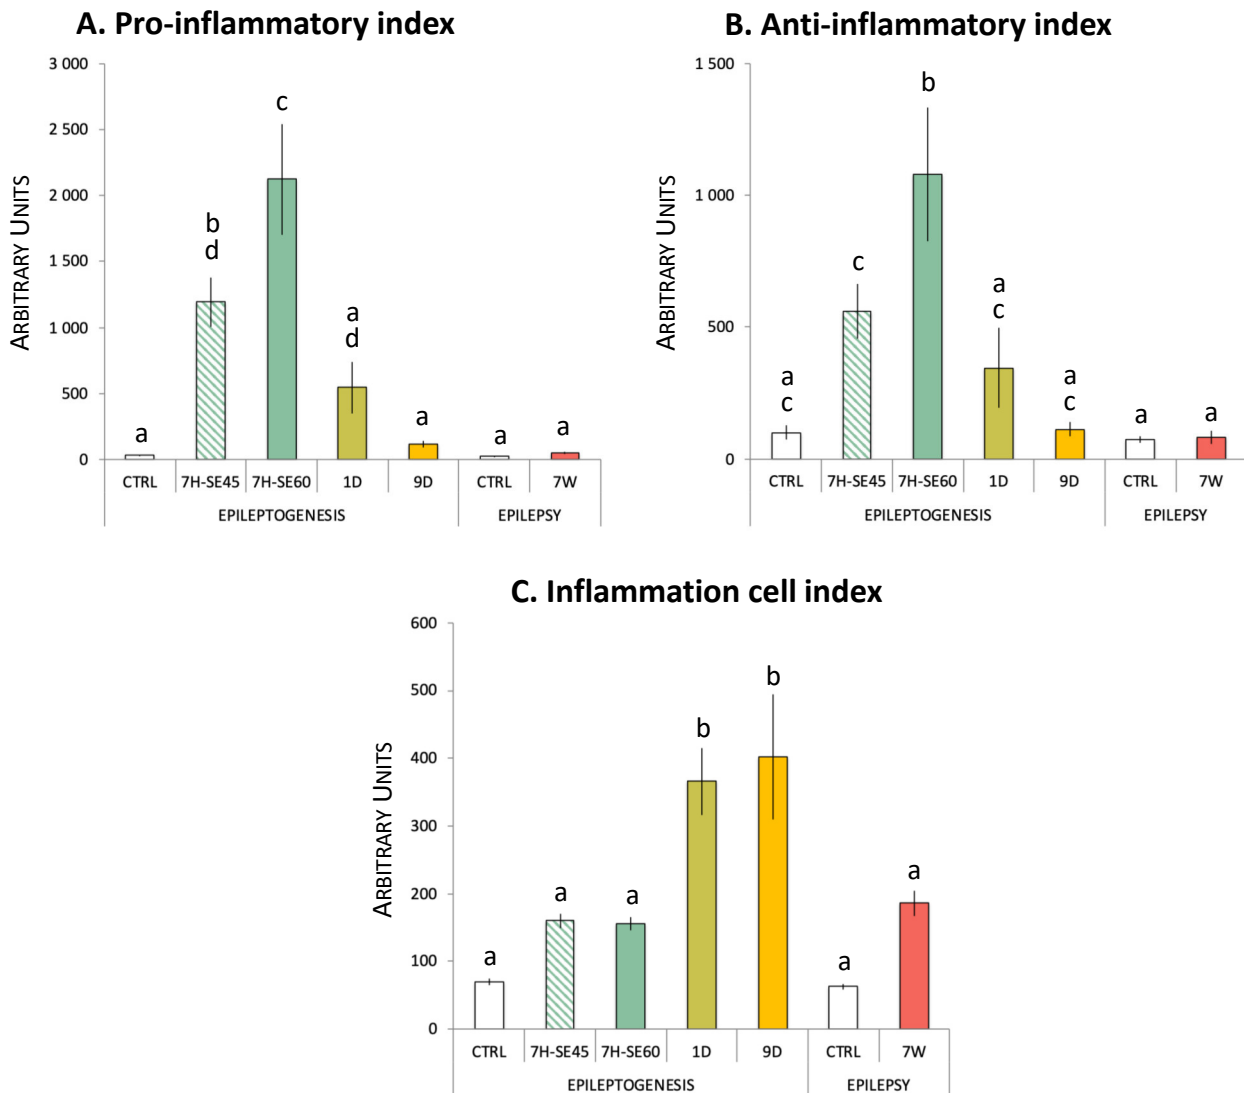 A. Pro-inflammatory index
3 000
2 500
2 000
1 500
1 000
500
0
ARBITRARY UNITS
a
b
d
c
a
d
a
a
a
CTRL 7H-SE45 7H-SE60 1D 9D CTRL 7W
EPILEPTOGENESIS EPILEPSY
B. Anti-inflammatory index
1 500
1 000
500
0
ARBITRARY UNITS
a
c
c
b
a
c
a
c
a
a
CTRL 7H-SE45 7H-SE60 1D 9D CTRL 7W
EPILEPTOGENESIS EPILEPSY
C. Inflammation cell index
600
500
400
300
200
100
0
ARBITRARY UNITS
a
a
a
b
b
a
a
CTRL 7H-SE45 7H-SE60 1D 9D CTRL 7W
EPILEPTOGENESIS EPILEPSY